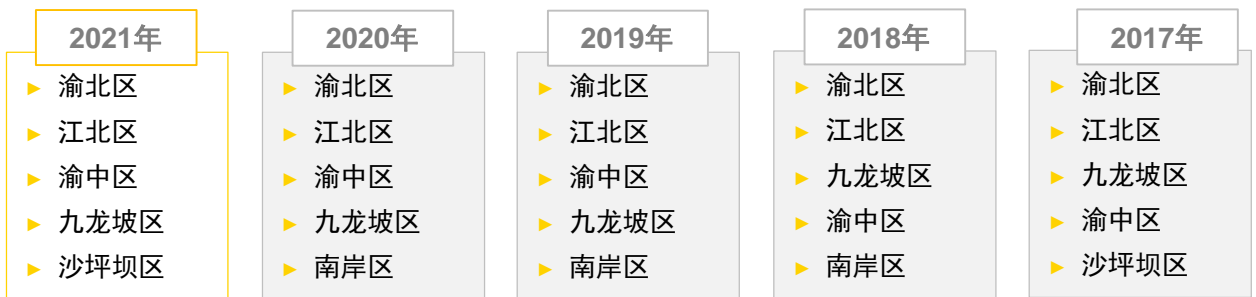 2021年
渝北区
江北区
渝中区
九龙坡区
沙坪坝区
2020年
渝北区
江北区
渝中区
九龙坡区
南岸区
2019年
渝北区
江北区
渝中区
九龙坡区
南岸区
2018年
渝北区
江北区
九龙坡区
渝中区
南岸区
2017年
渝北区
江北区
九龙坡区
渝中区
沙坪坝区